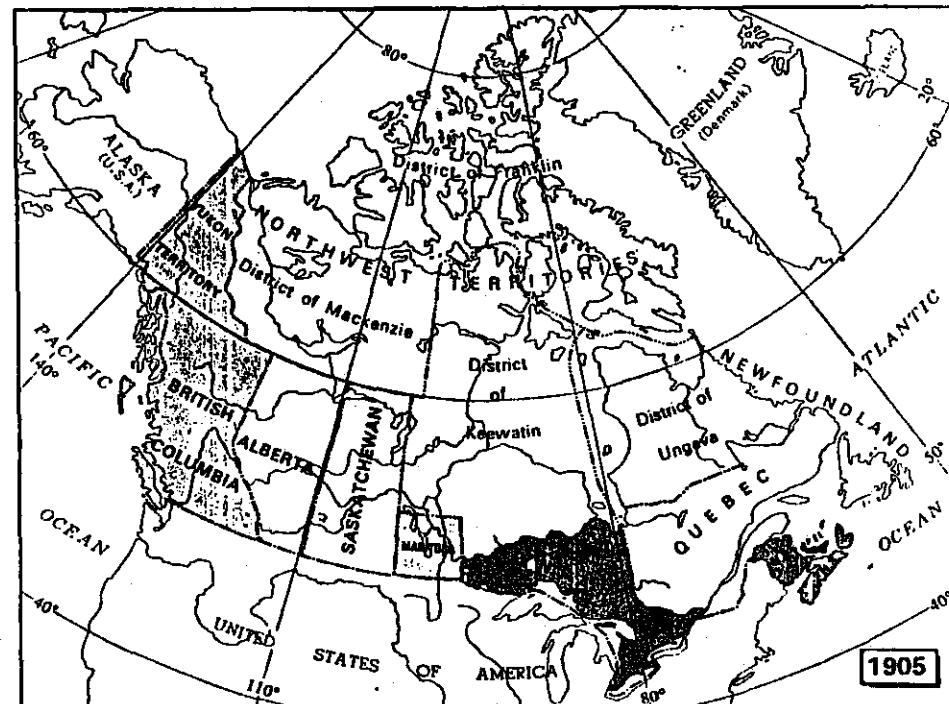 80°
20°
60°
60°
GREENLAND
(Denmark)
ALASKA
(U.S.A.)
District of Franklin
YUKON
TERRITORY
NORTHWEST TERRITORIES
District of Mackenzie
PACIFIC
140°
ATLANTIC
NEWFOUNDLAND
District
of
Keewatin
District of
Ungava
BRITISH
COLUMBIA
ALBERTA
SASKATCHEWAN
QUEBEC
50°
OCEAN
OCEAN
40°
40°
UNITED
STATES
OF
AMERICA
110°
80°
1905